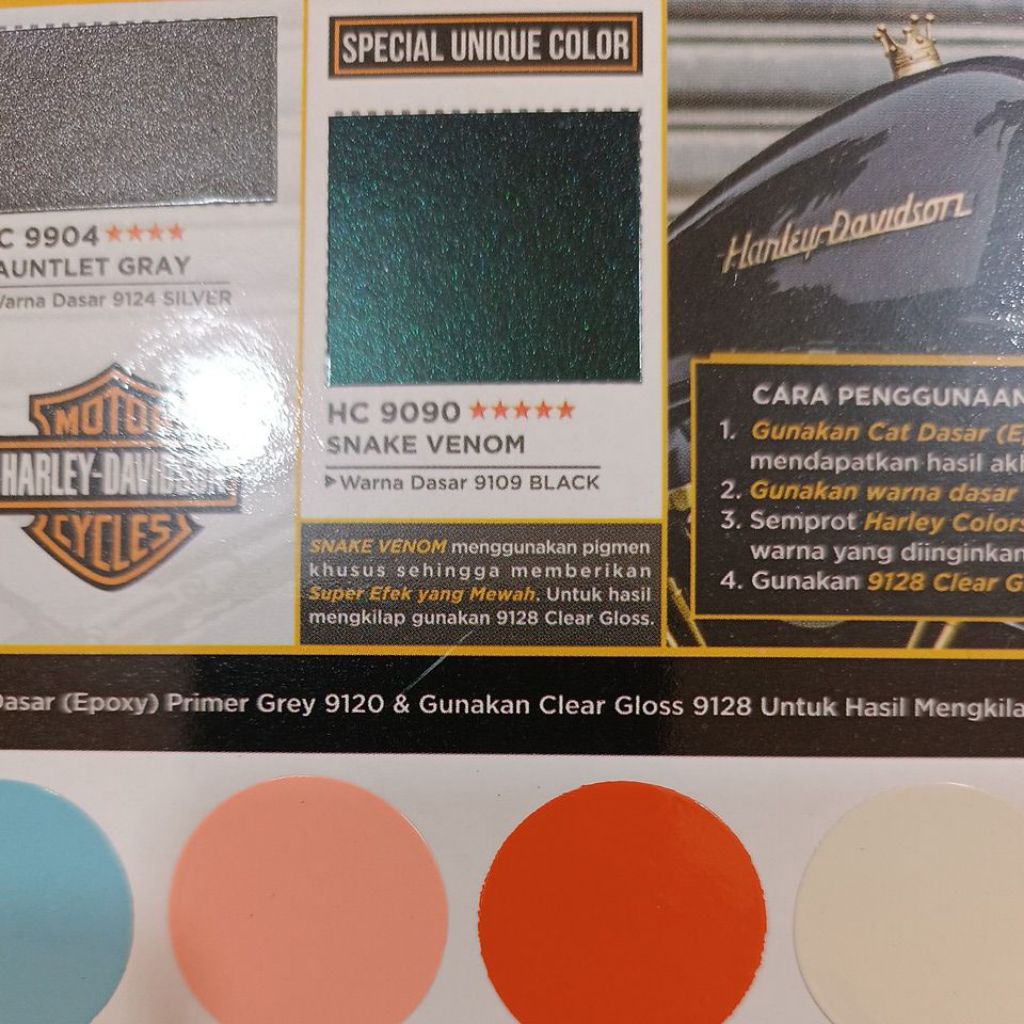 SPECIAL UNIQUE COLOR
C 9904 ★★★★
AUNTLET GRAY
Warna Dasar 9124 SILVER
MOTOR
HARLEY-DAVIDSON
CYCLES
HC 9090 ★★★★★
SNAKE VENOM
▶Warna Dasar 9109 BLACK
SNAKE VENOM menggunakan pigmen
khusus sehingga memberikan
Super Efek yang Mewah. Untuk hasil
mengkilap gunakan 9128 Clear Gloss.
Harley-Davidson
CARA PENGGUNAAN
1. Gunakan Cat Dasar (Ep
mendapatkan hasil ak
2. Gunakan warna dasar
3. Semprot Harley Colors
warna yang diinginkan
4. Gunakan 9128 Clear G
Dasar (Epoxy) Primer Grey 9120 & Gunakan Clear Gloss 9128 Untuk Hasil Mengkila